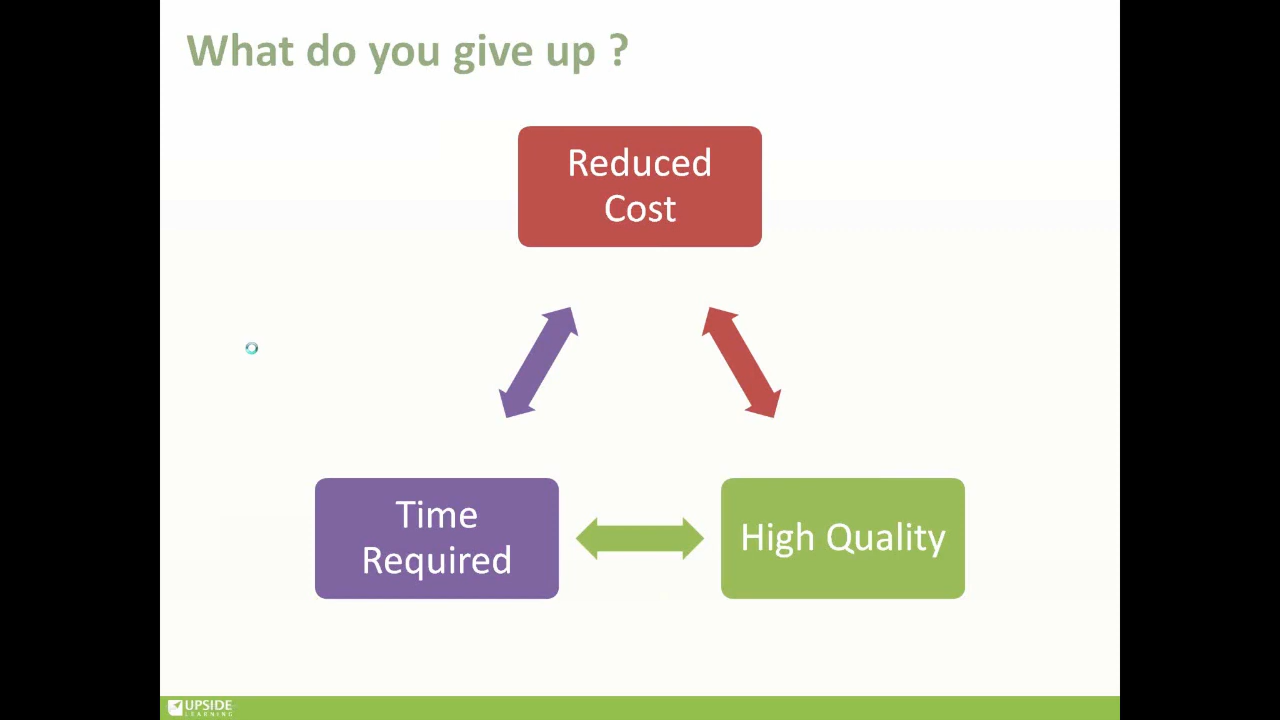 What do you give up ?
Reduced
Cost
Time
Required
High Quality
UPSIDE
LEARNING